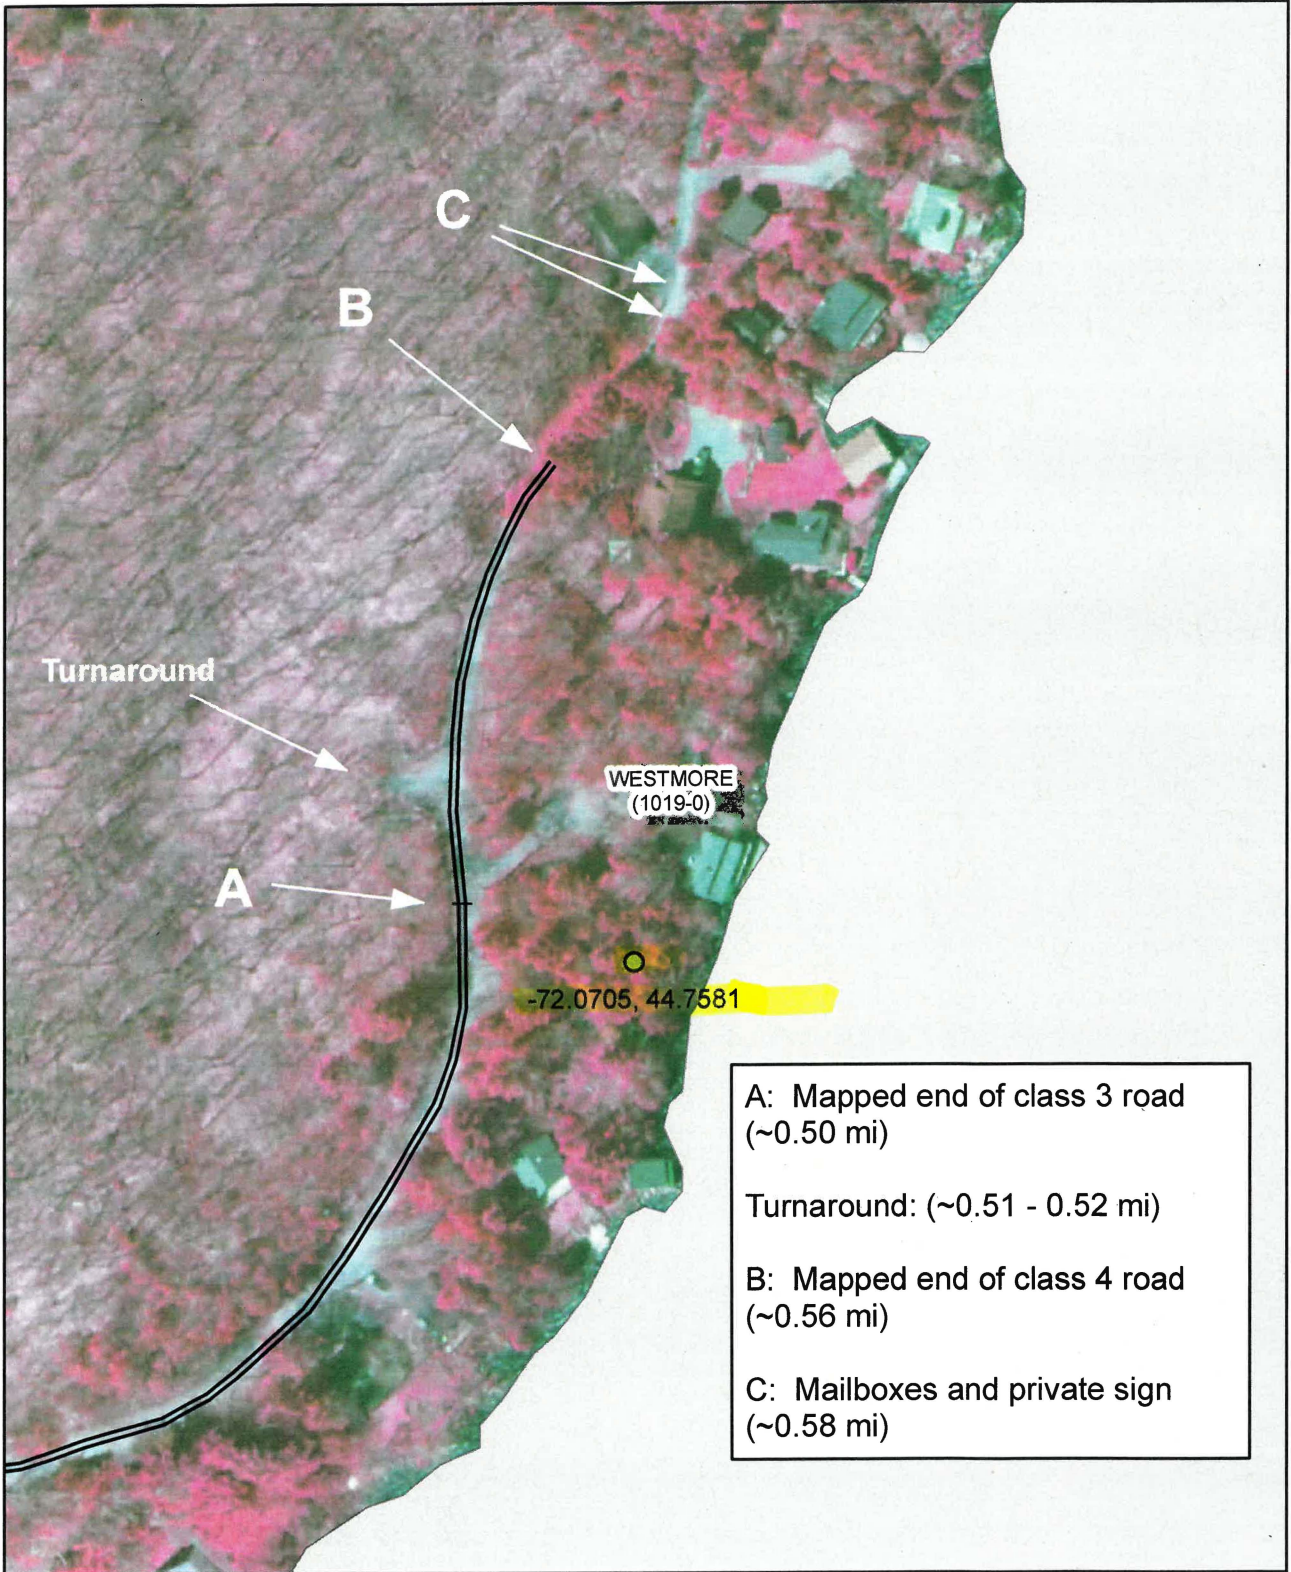 C
B
Turnaround
WESTMORE
(1019-0)
A
-72.0705, 44.7581
A: Mapped end of class 3 road
(~0.50 mi)
Turnaround: (~0.51 - 0.52 mi)
B: Mapped end of class 4 road
(~0.56 mi)
C: Mailboxes and private sign
(~0.58 mi)